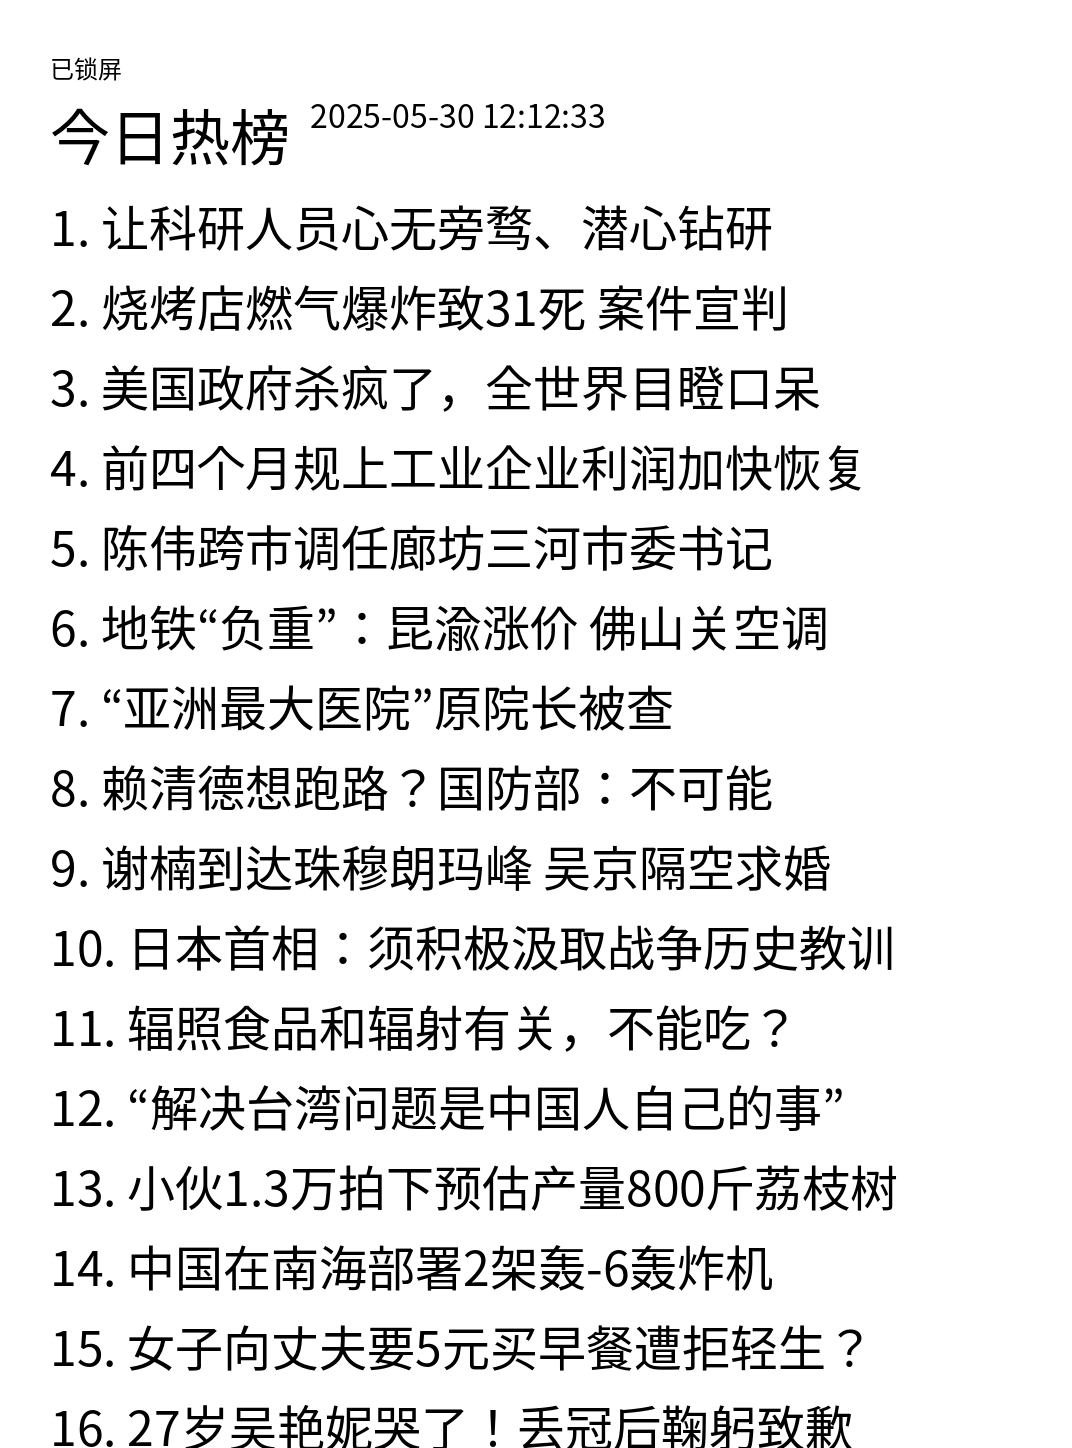 已锁屏
今日热榜 2025-05-30 12:12:33
1. 让科研人员心无旁骛、潜心钻研
2. 烧烤店燃气爆炸致31死 案件宣判
3. 美国政府杀疯了，全世界目瞪口呆
4. 前四个月规上工业企业利润加快恢复
5. 陈伟跨市调任廊坊三河市委书记
6. 地铁“负重”：昆渝涨价 佛山关空调
7. “亚洲最大医院”原院长被查
8. 赖清德想跑路？国防部：不可能
9. 谢楠到达珠穆朗玛峰 吴京隔空求婚
10. 日本首相：须积极汲取战争历史教训
11. 辐照食品和辐射有关，不能吃？
12. “解决台湾问题是中国人自己的事”
13. 小伙1.3万拍下预估产量800斤荔枝树
14. 中国在南海部署2架轰-6轰炸机
15. 女子向丈夫要5元买早餐遭拒轻生？
16. 27岁吴艳妮哭了！丢冠后鞠躬致歉